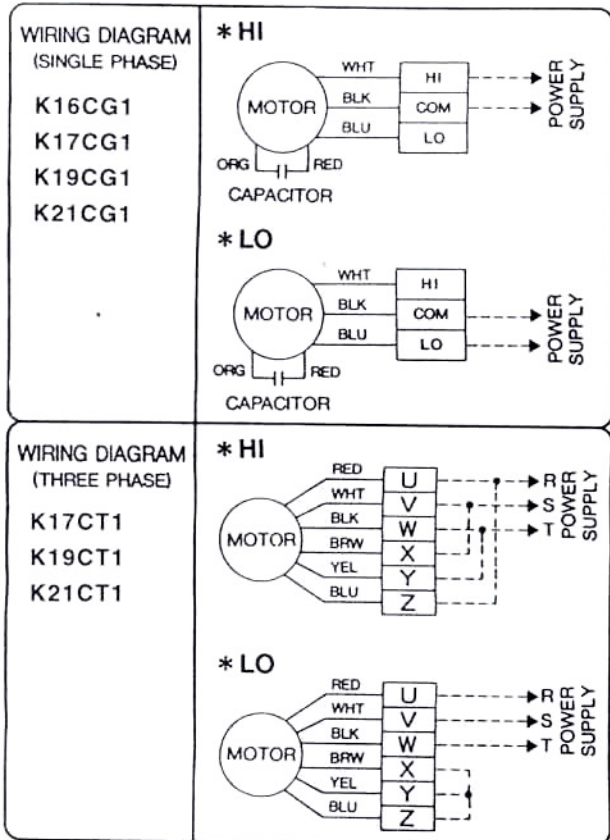 WIRING DIAGRAM
(SINGLE PHASE)
K16CG1
K17CG1
K19CG1
K21CG1
* HI
MOTOR
WHT
BLK
BLU
HI
COM
LO
POWER
SUPPLY
ORG
RED
CAPACITOR
* LO
MOTOR
WHT
BLK
BLU
HI
COM
LO
POWER
SUPPLY
ORG
RED
CAPACITOR
WIRING DIAGRAM
(THREE PHASE)
K17CT1
K19CT1
K21CT1
* HI
MOTOR
RED
WHT
BLK
BRW
YEL
BLU
U
V
W
X
Y
Z
R
S
T
POWER
SUPPLY
* LO
MOTOR
RED
WHT
BLK
BRW
YEL
BLU
U
V
W
X
Y
Z
R
S
T
POWER
SUPPLY